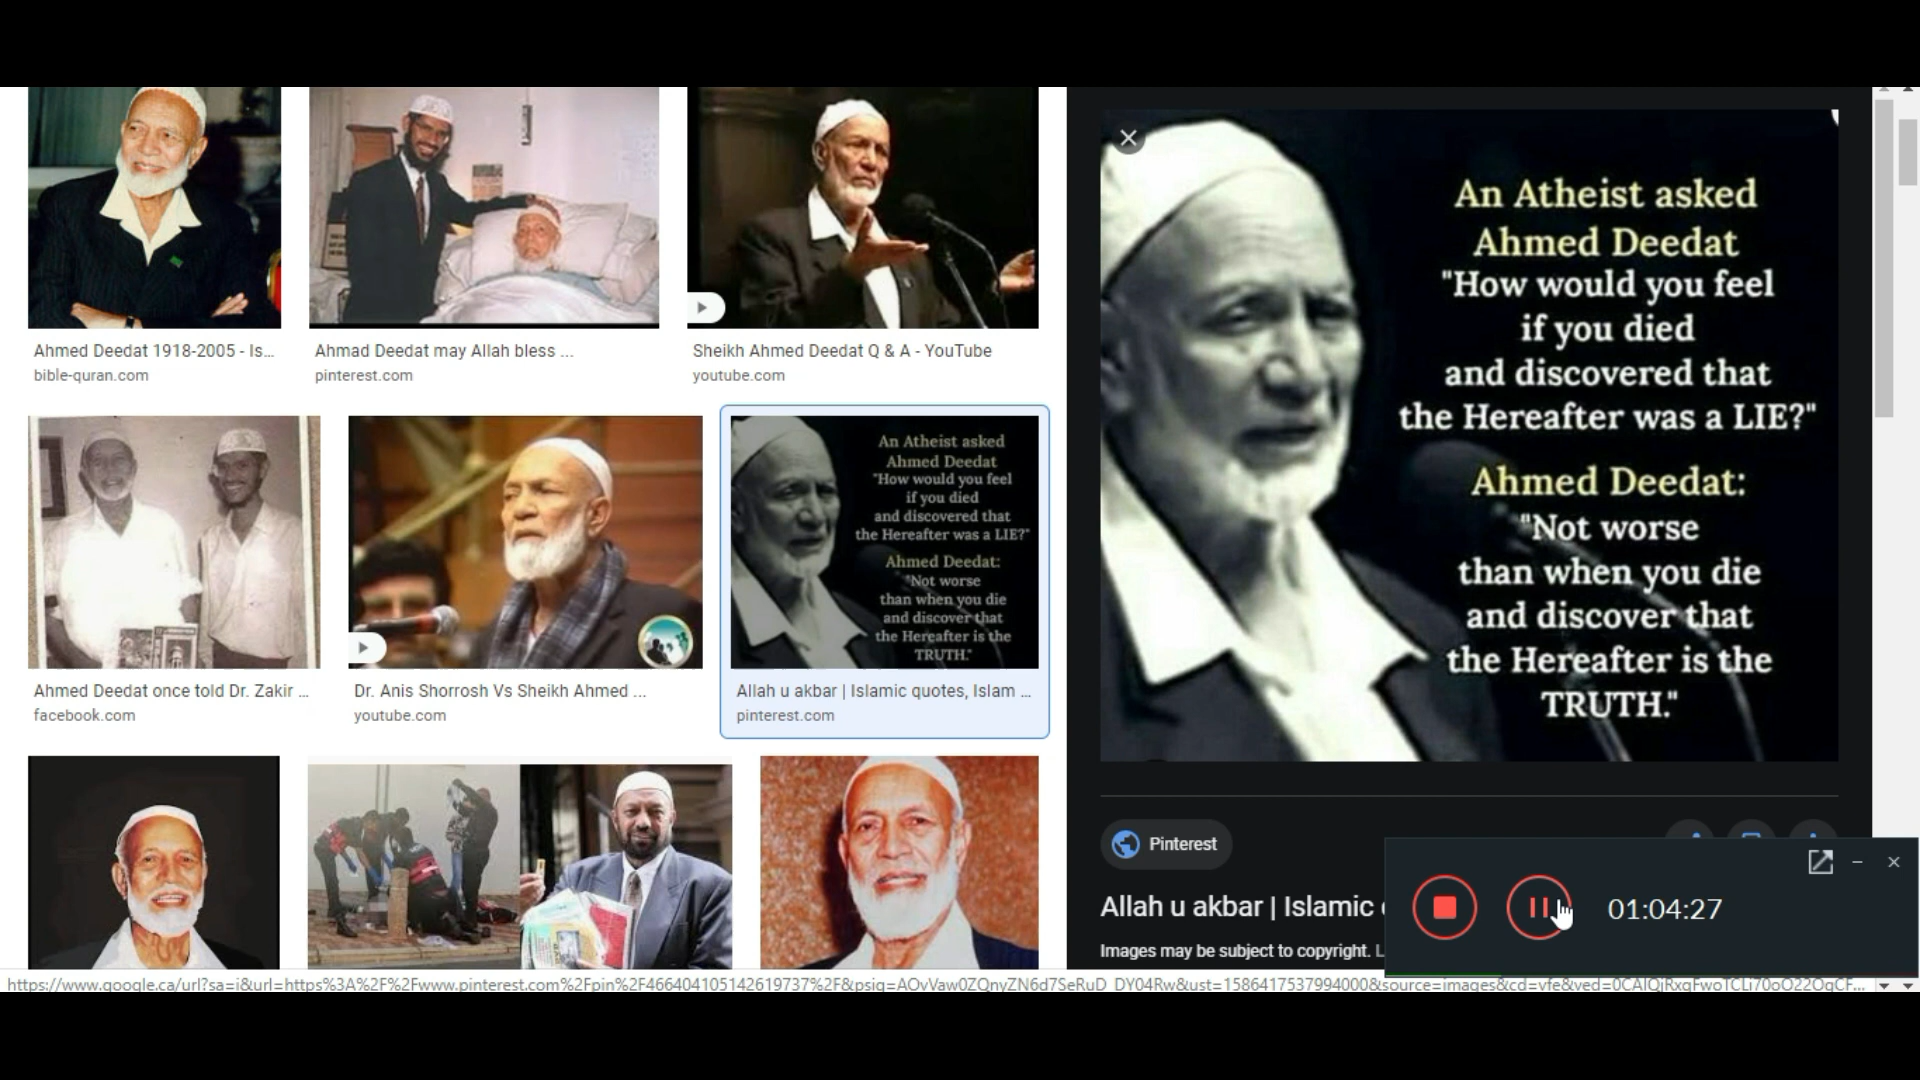 Ahmed Deedat 1918-2005 - Is...
bible-quran.com
Ahmad Deedat may Allah bless ...
pinterest.com
Sheikh Ahmed Deedat Q & A - YouTube
youtube.com
Ahmed Deedat once told Dr. Zakir ...
facebook.com
Dr. Anis Shorrosh Vs Sheikh Ahmed ...
youtube.com
An Atheist asked
Ahmed Deedat
"How would you feel
if you died
and discovered that
the Hereafter was a LIE?"
Ahmed Deedat:
"Not worse
than when you die
and discover that
the Hereafter is the
TRUTH."
Allah u akbar | Islamic quotes, Islam ...
pinterest.com
An Atheist asked
Ahmed Deedat
"How would you feel
if you died
and discovered that
the Hereafter was a LIE?"
Ahmed Deedat:
"Not worse
than when you die
and discover that
the Hereafter is the
TRUTH."
Pinterest
Allah u akbar | Islamic
Images may be subject to copyright. L
01:04:27